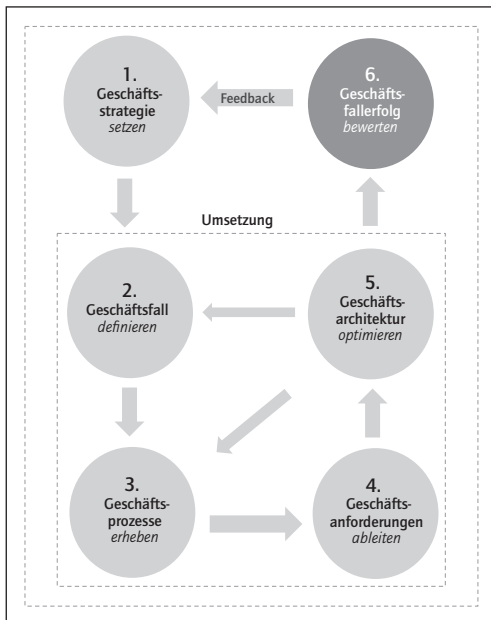 1.
Geschäfts-
strategie
setzen
Feedback
6.
Geschäfts-
fallerfolg
bewerten
Umsetzung
2.
Geschäftsfall
definieren
5.
Geschäfts-
architektur
optimieren
3.
Geschäfts-
prozesse
erheben
4.
Geschäfts-
anforderungen
ableiten